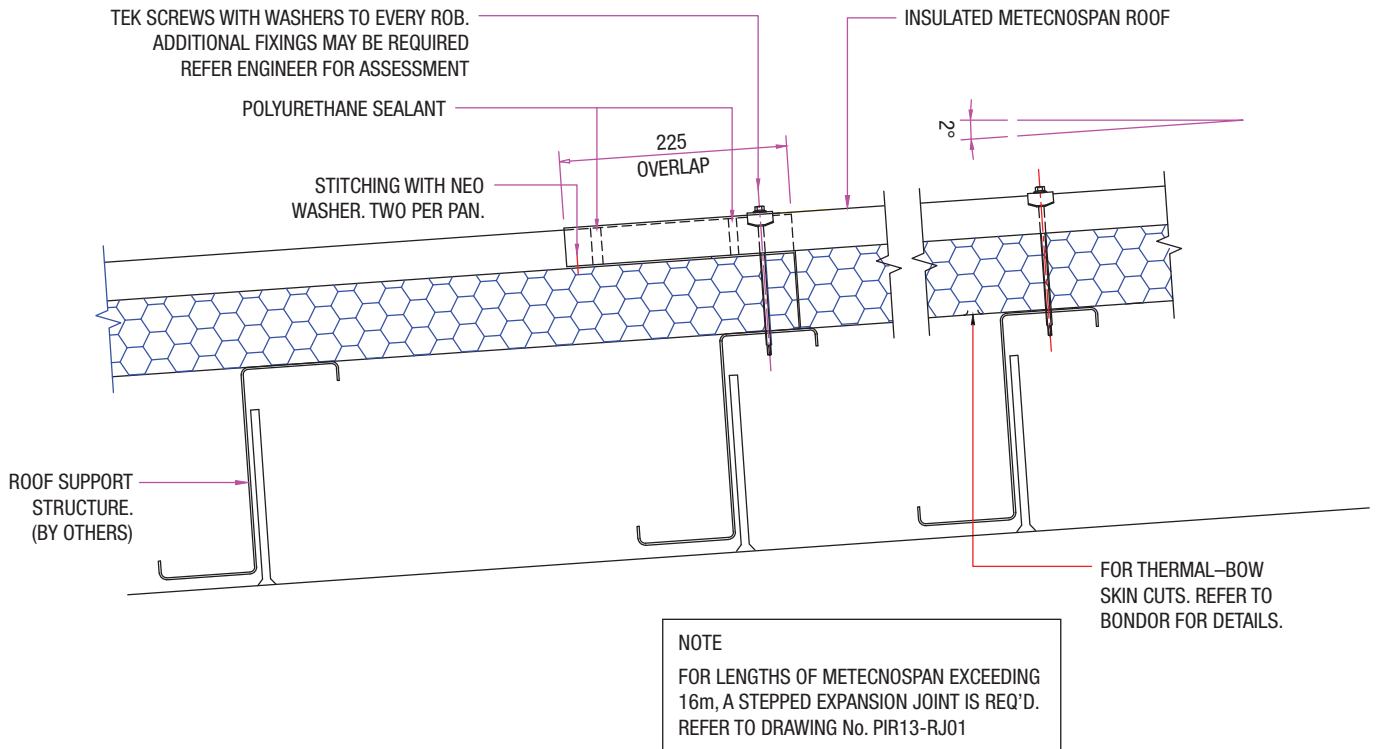 TEK SCREWS WITH WASHERS TO EVERY ROB.
ADDITIONAL FIXINGS MAY BE REQUIRED
REFER ENGINEER FOR ASSESSMENT
INSULATED METECNOSPAN ROOF
POLYURETHANE SEALANT
2°
225
OVERLAP
STITCHING WITH NEO
WASHER. TWO PER PAN.
ROOF SUPPORT
STRUCTURE.
(BY OTHERS)
FOR THERMAL–BOW
SKIN CUTS. REFER TO
BONDOR FOR DETAILS.
NOTE
FOR LENGTHS OF METECNOSPAN EXCEEDING
16m, A STEPPED EXPANSION JOINT IS REQ'D.
REFER TO DRAWING No. PIR13-RJ01